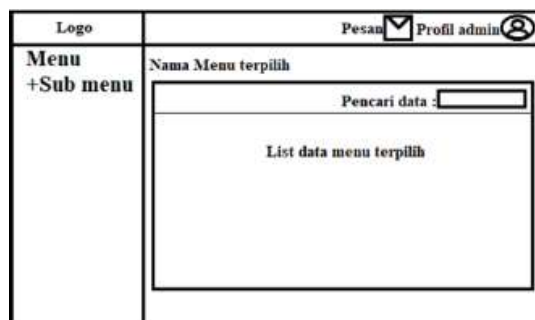 Logo
Pesan Profil admin
Menu
+Sub menu
Nama Menu terpilih
Pencari data :
List data menu terpilih